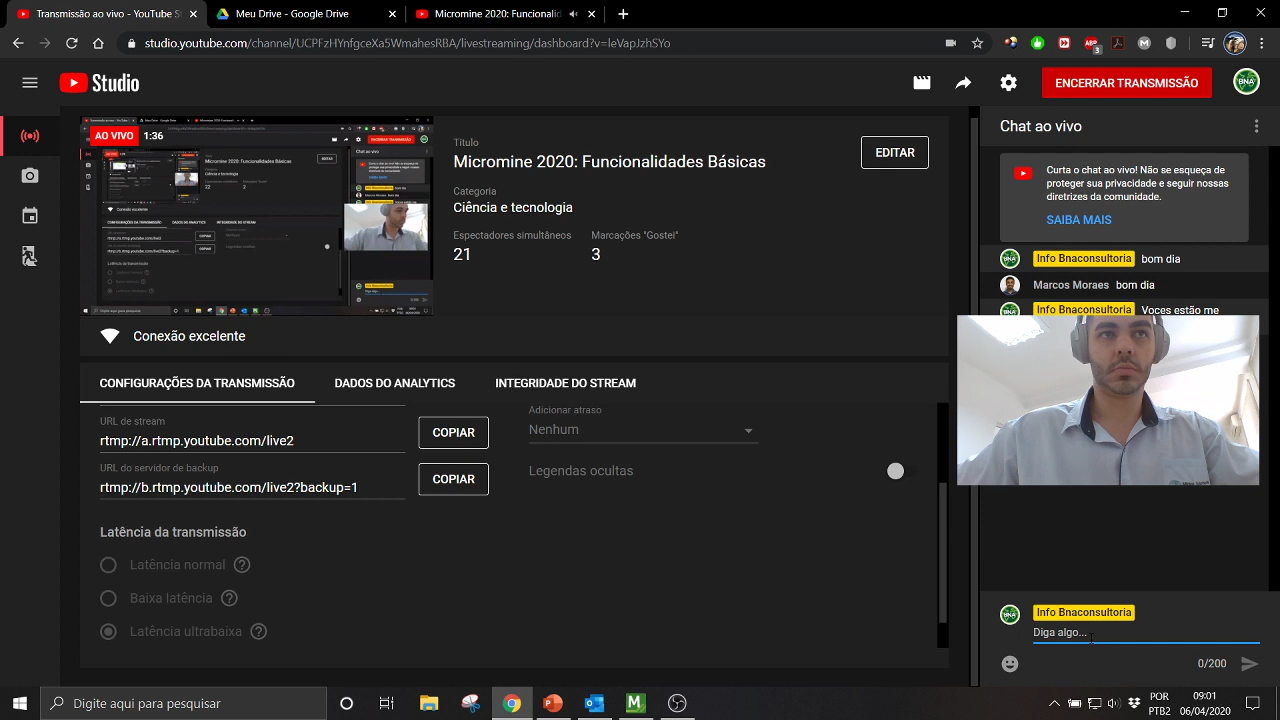 Transmissão ao vivo - YouTube S
Meu Drive - Google Drive
Micromine 2020: Funcionalidad
studio.youtube.com/channel/UCPFzHYnfgceXa5WmahesRBA/livestreaming/dashboard?v=IeVapJzhSYo
ABP
3
Studio
ENCERRAR TRANSMISSÃO
BNA
AO VIVO 1:36
Título
Micromine 2020: Funcionalidades Básicas
EDITAR
Categoria
Ciência e tecnologia
Espectadores simultâneos
Marcações "Gostei"
21
3
Conexão excelente
CONFIGURAÇÕES DA TRANSMISSÃO
DADOS DO ANALYTICS
INTEGRIDADE DO STREAM
URL de stream
rtmp://a.rtmp.youtube.com/live2
COPIAR
URL do servidor de backup
rtmp://b.rtmp.youtube.com/live2?backup=1
COPIAR
Adicionar atraso
Nenhum
Legendas ocultas
Latência da transmissão
Latência normal
Baixa latência
Latência ultrabaixa
Chat ao vivo
Curta o chat ao vivo! Não se esqueça de
proteger sua privacidade e seguir nossas
diretrizes da comunidade.
SAIBA MAIS
Info Bnaconsultoria bom dia
Marcos Moraes bom dia
Info Bnaconsultoria Voces estão me
BNA
Info Bnaconsultoria
Diga algo...
0/200
Digite aqui para pesquisar
POR
PTB2
09:01
06/04/2020